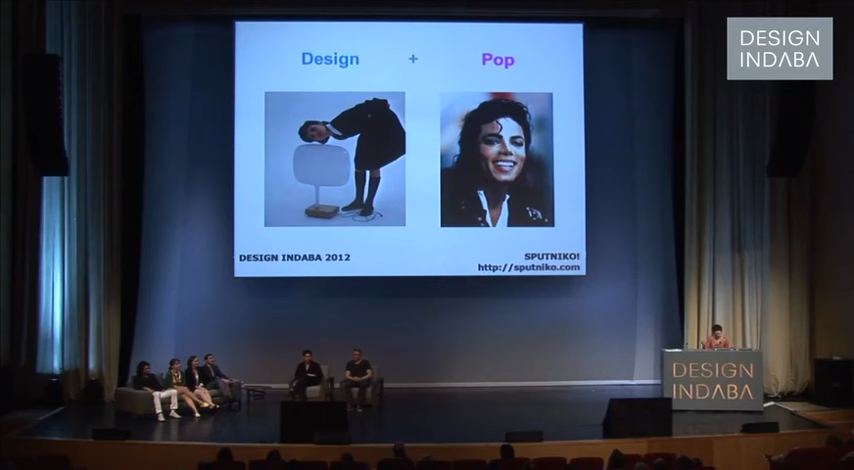 DESIGN
INDABA
Design + Pop
DESIGN INDABA 2012
SPUTNIKO!
http://sputniko.com
DESIGN
INDABA